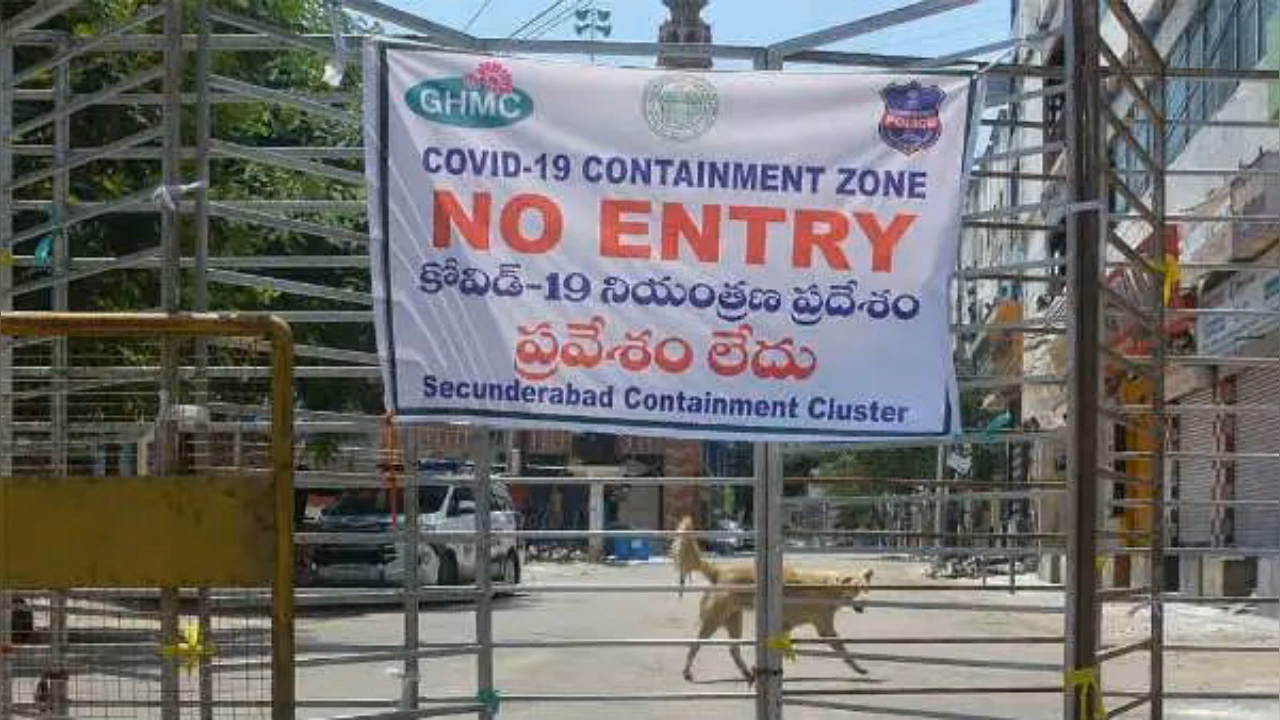 GHMC
POLICE
COVID-19 CONTAINMENT ZONE
NO ENTRY
కోవిడ్-19 నియంత్రణ ప్రదేశం
ప్రవేశం లేదు
Secunderabad Containment Cluster